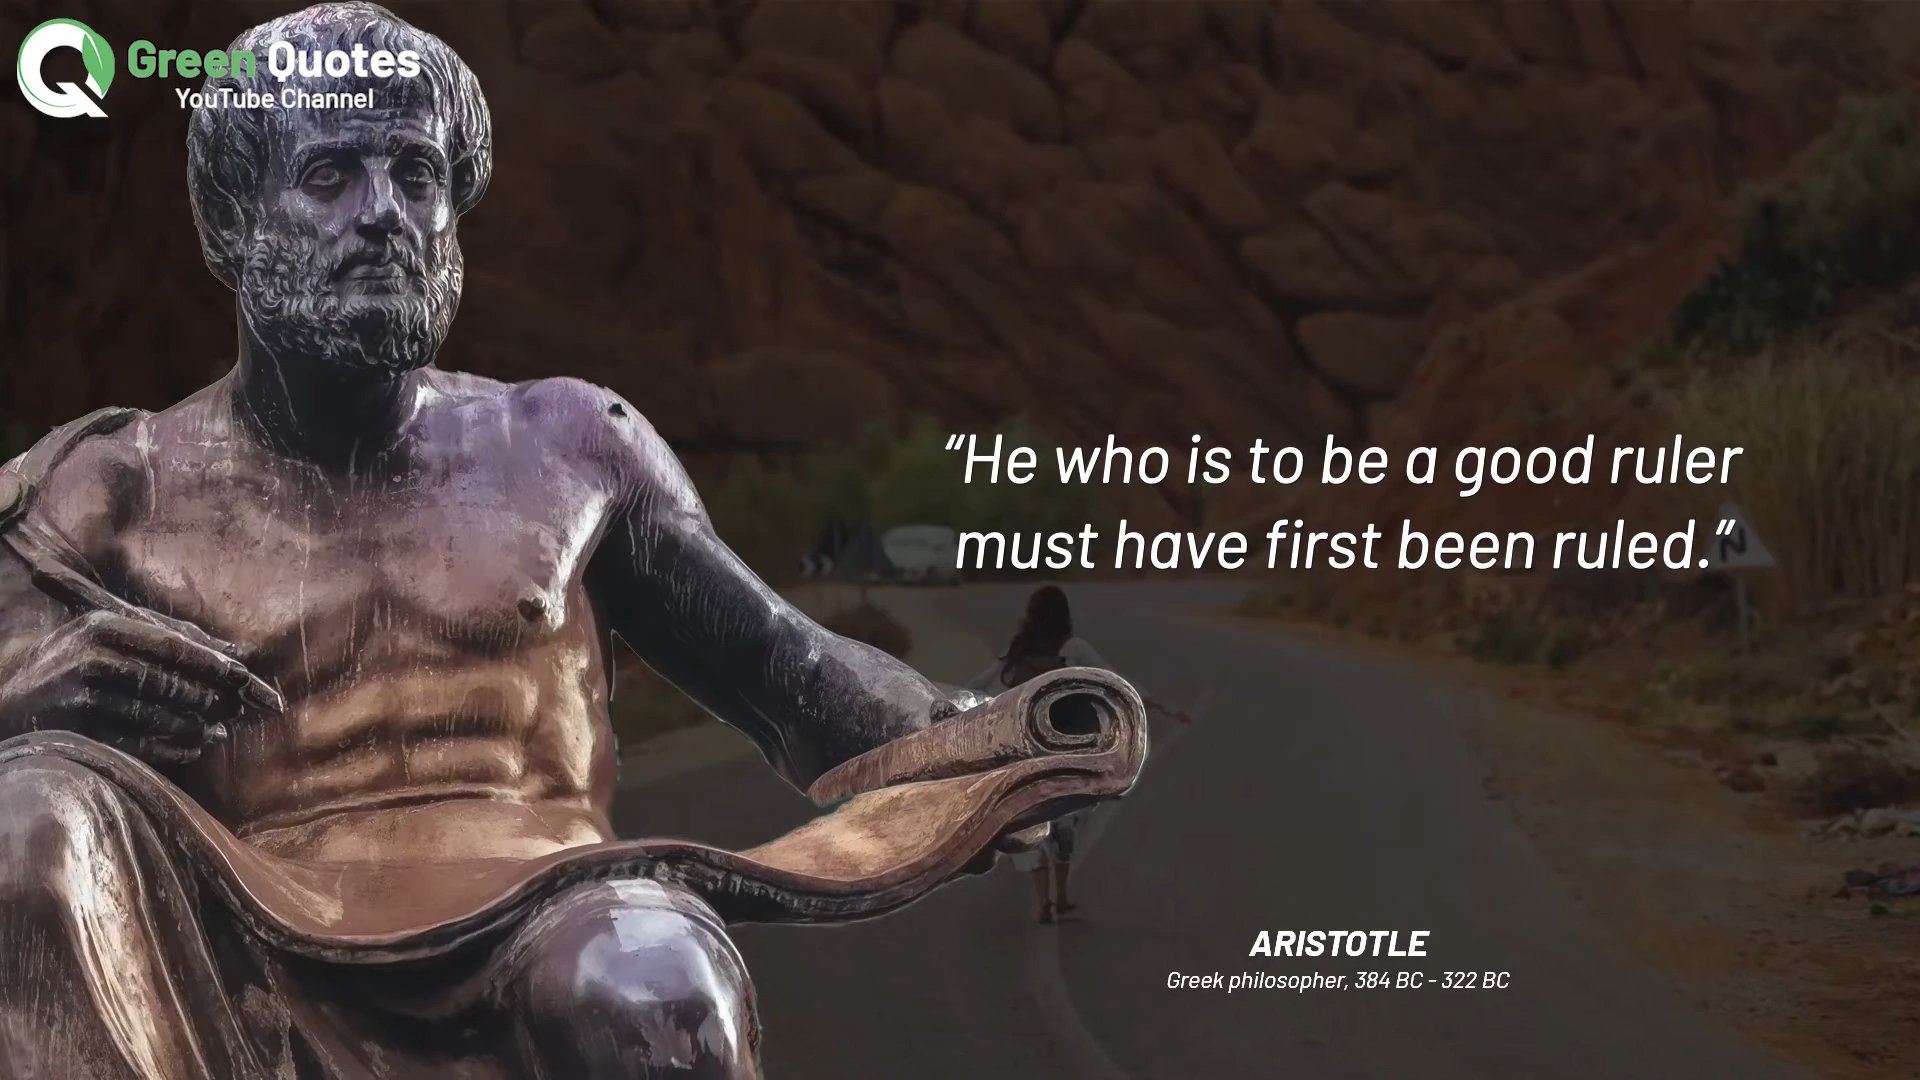 Green Quotes
YouTube Channel
“He who is to be a good ruler
must have first been ruled.”
ARISTOTLE
Greek philosopher, 384 BC - 322 BC